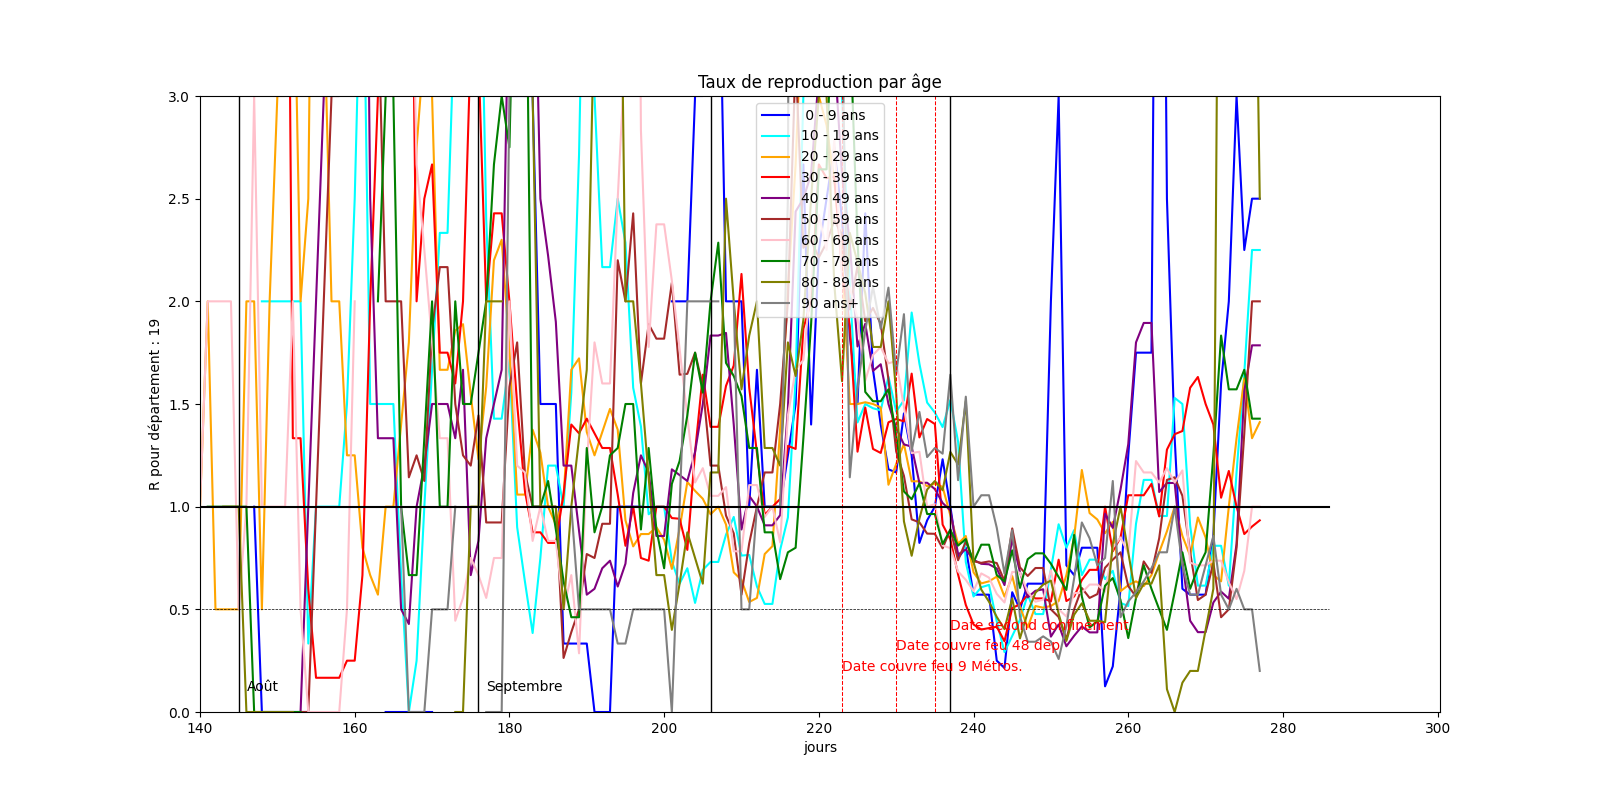 Taux de reproduction par âge
3.0
2.5
2.0
1.5
1.0
0.5
0.0
R pour département : 19
0 - 9 ans
10 - 19 ans
20 - 29 ans
30 - 39 ans
40 - 49 ans
50 - 59 ans
60 - 69 ans
70 - 79 ans
80 - 89 ans
90 ans+
Date second confinement
Date couvre feu 48 dep
Date couvre feu 9 Métros.
Août
Septembre
140
160
180
200
220
240
260
280
300
jours